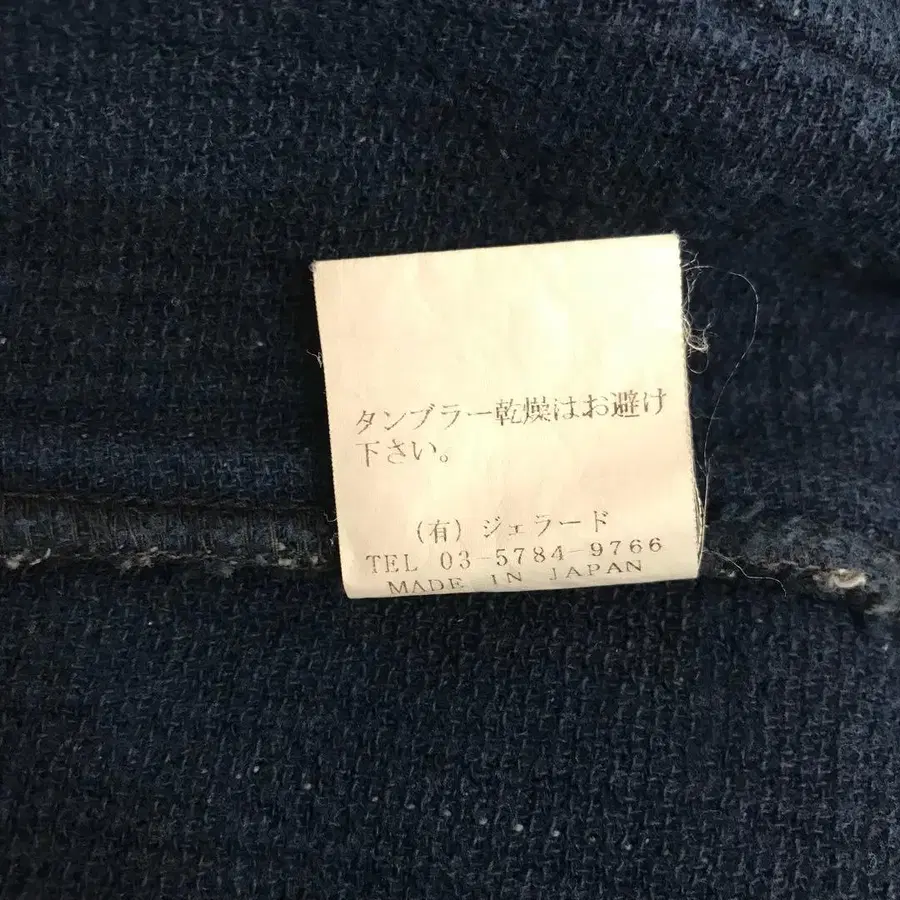 タンブラー乾燥はお避け
下さい。
(有) ジェラード
TEL 03-5784-9766
MADE IN JAPAN